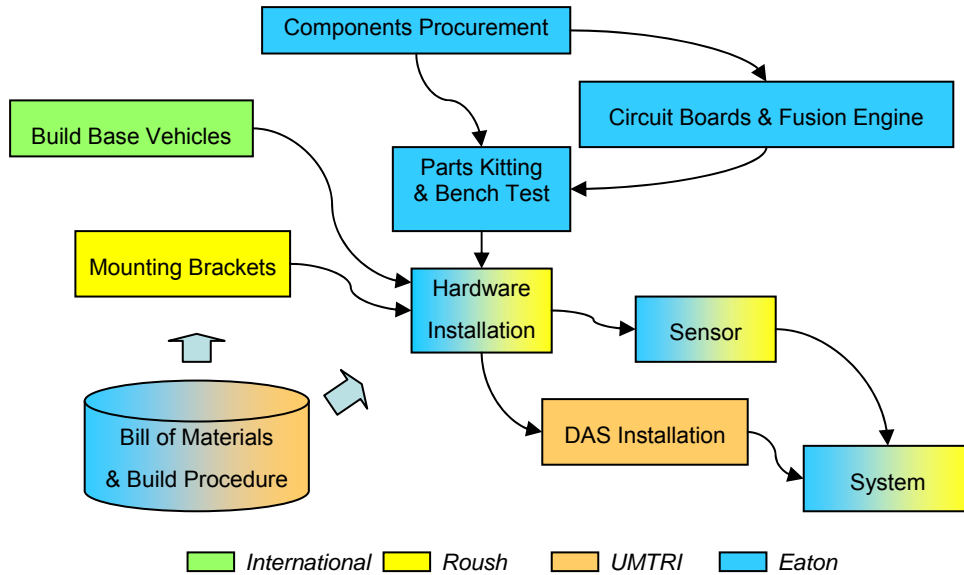 Components Procurement
Circuit Boards & Fusion Engine
Build Base Vehicles
Parts Kitting
& Bench Test
Mounting Brackets
Hardware
Installation
Sensor
Bill of Materials
& Build Procedure
DAS Installation
System
International
Roush
UMTRI
Eaton